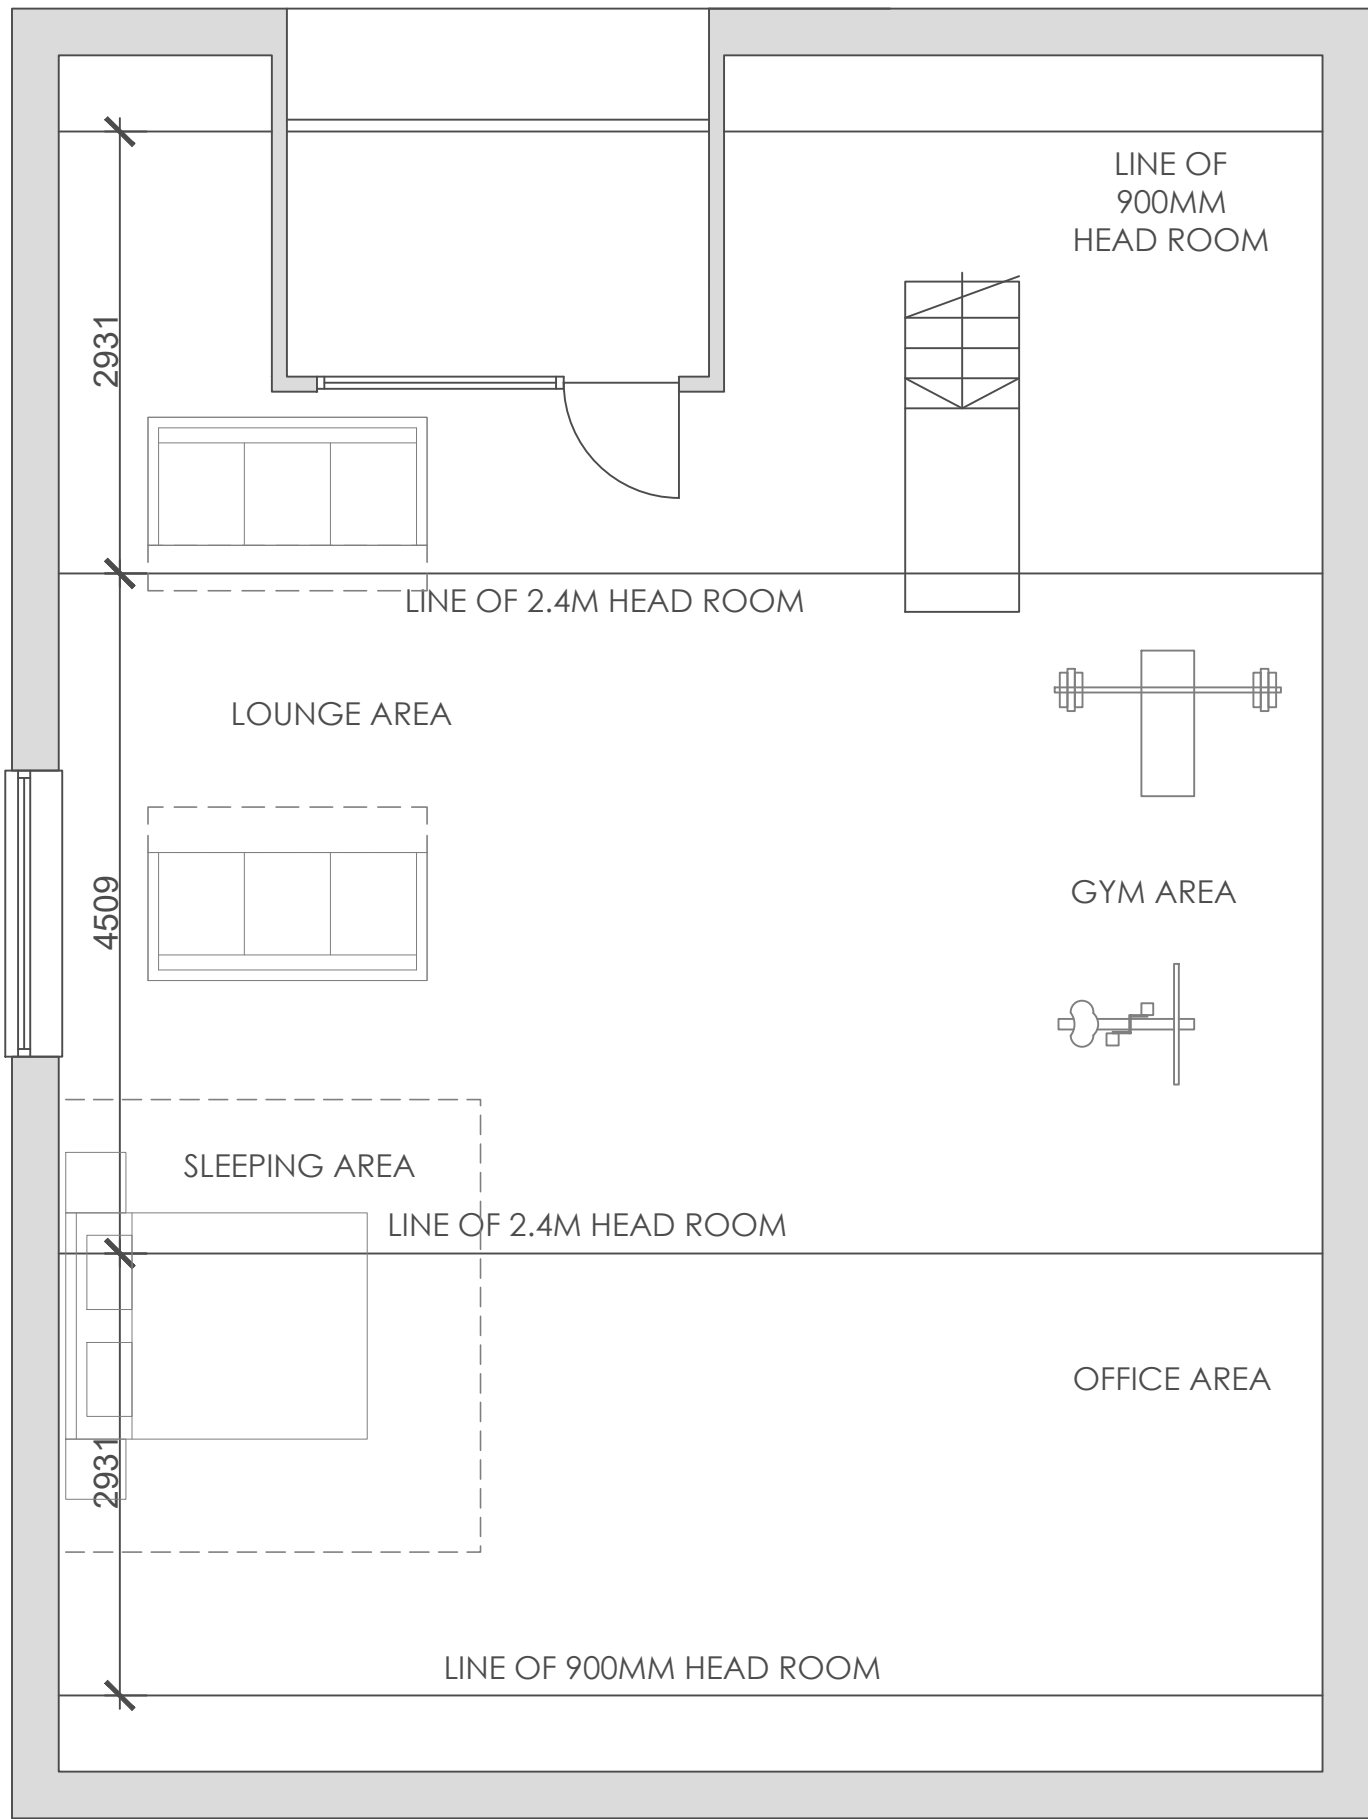 LINE OF
900MM
HEAD ROOM
2931
LINE OF 2.4M HEAD ROOM
LOUNGE AREA
4509
GYM AREA
SLEEPING AREA
LINE OF 2.4M HEAD ROOM
OFFICE AREA
2931
LINE OF 900MM HEAD ROOM